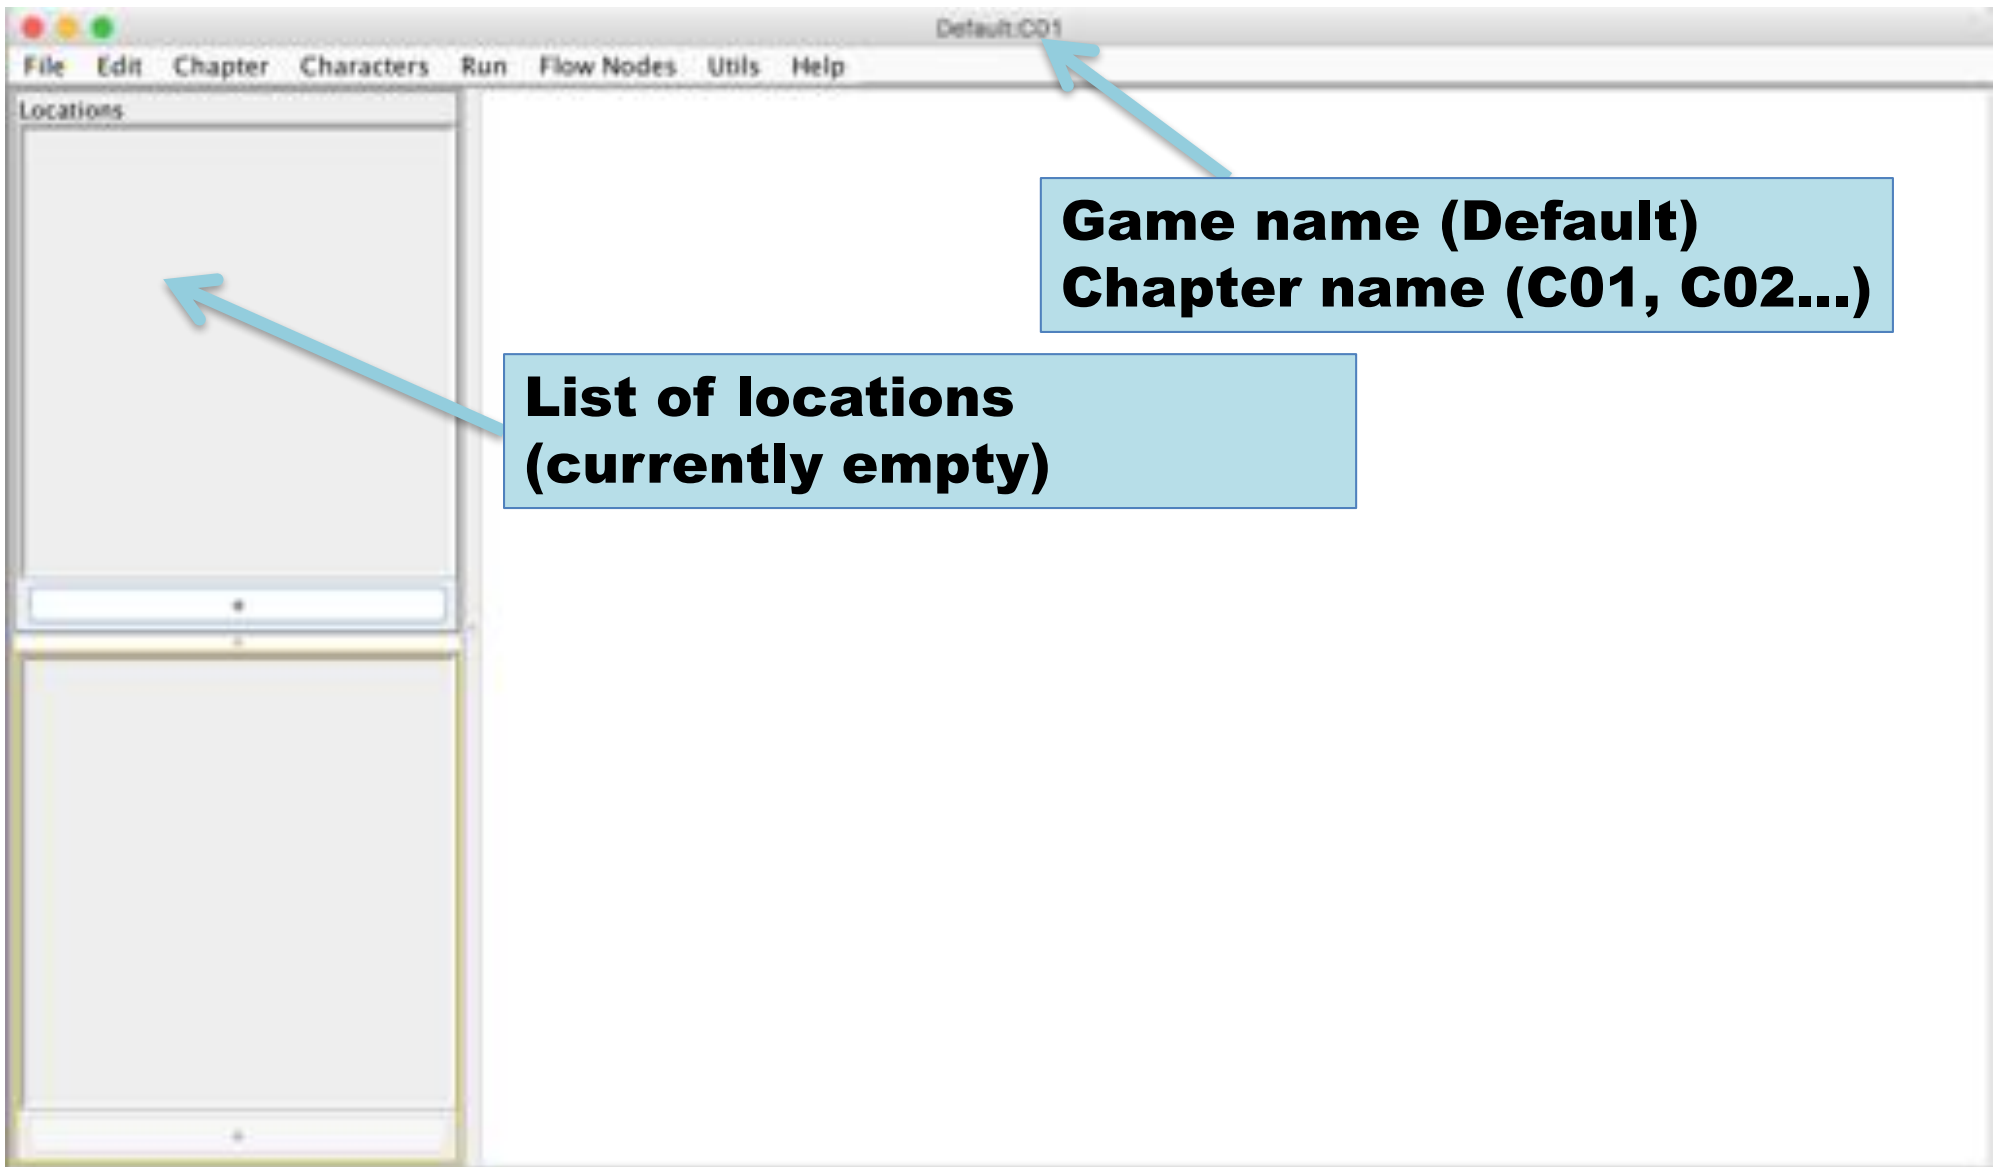 Default:C01
File Edit Chapter Characters Run Flow Nodes Utils Help
Locations
Game name (Default)
Chapter name (C01, C02...)
List of locations
(currently empty)
+
+